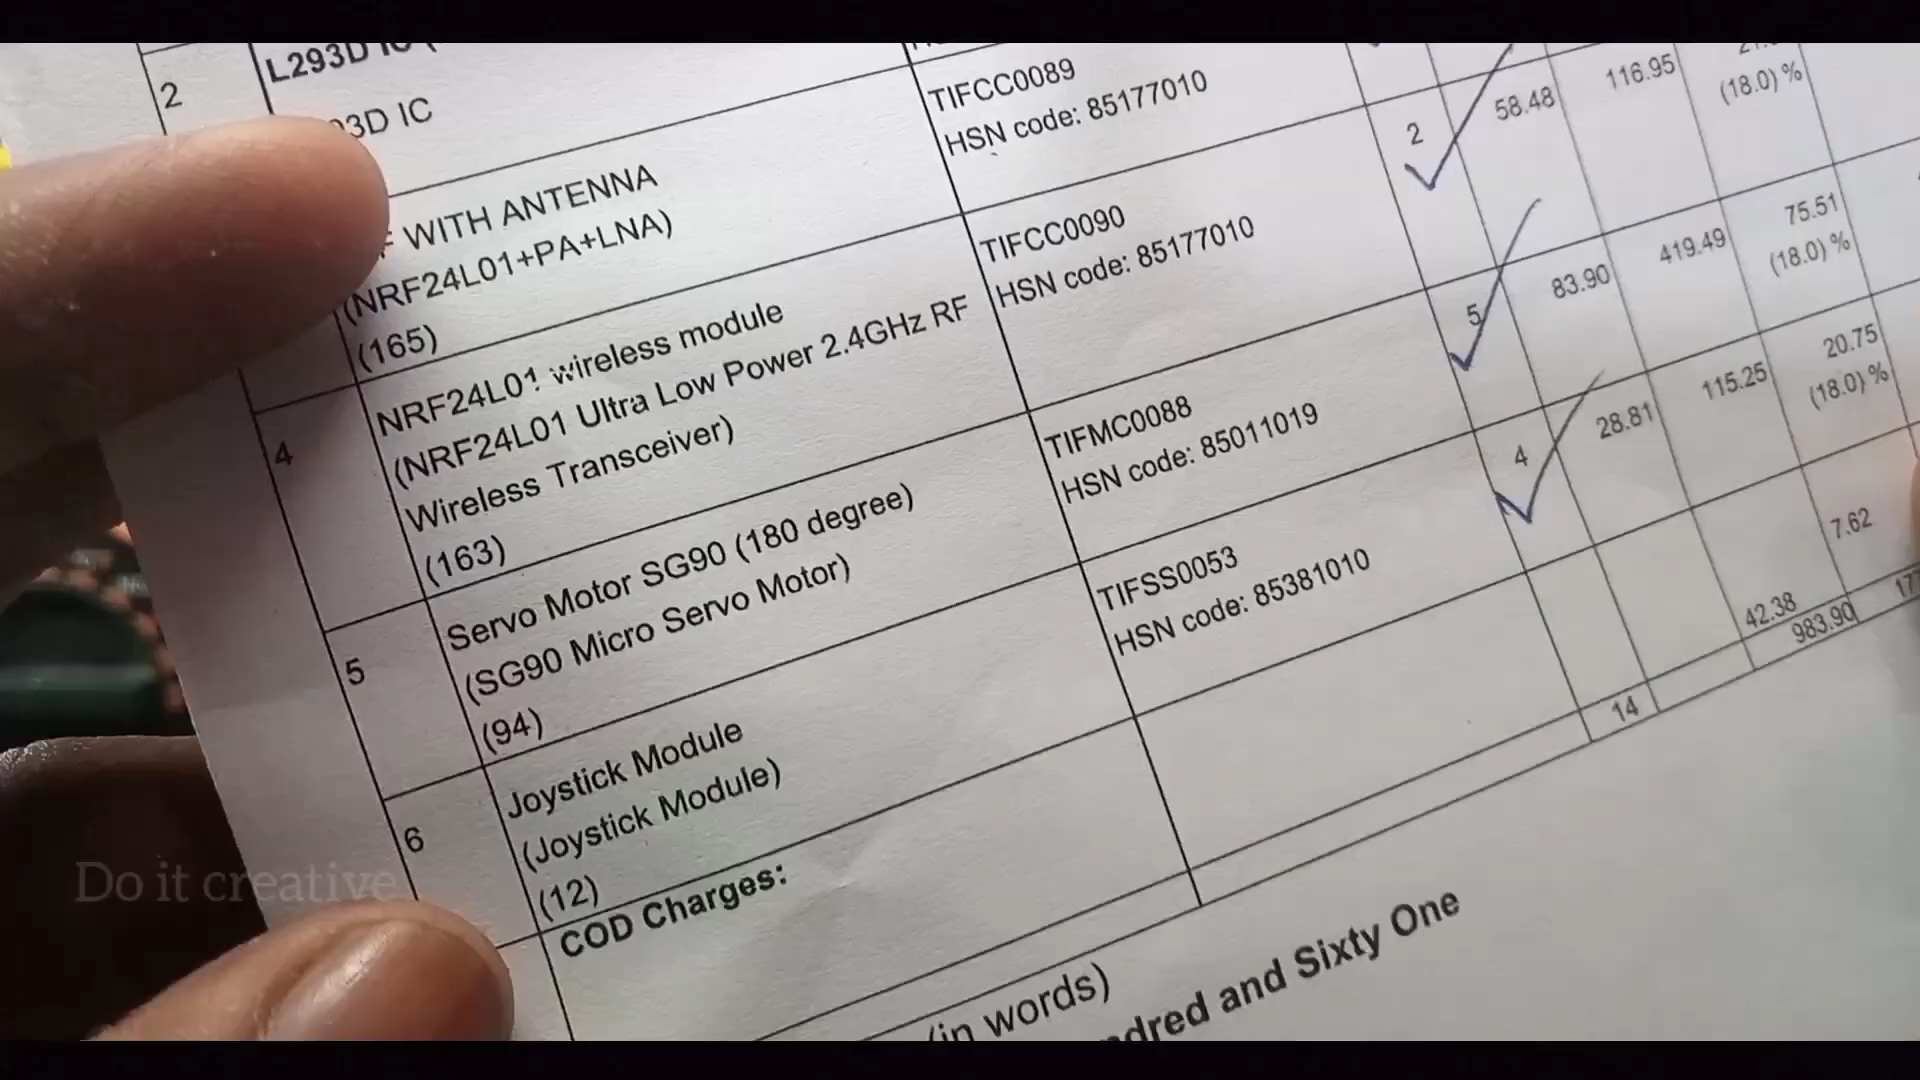 2
L293D IC (
3D IC
WITH ANTENNA
(NRF24L01+PA+LNA)
(165)
TIFCC0089
HSN code: 85177010
2
58.48
116.95
(18.0) %
4
NRF24L01 wireless module
(NRF24L01 Ultra Low Power 2.4GHz RF
Wireless Transceiver)
(163)
TIFCC0090
HSN code: 85177010
5
83.90
419.49
75.51
(18.0) %
5
Servo Motor SG90 (180 degree)
(SG90 Micro Servo Motor)
(94)
TIFMC0088
HSN code: 85011019
4
28.81
115.25
20.75
(18.0) %
6
Joystick Module
(Joystick Module)
(12)
TIFSS0053
HSN code: 85381010
COD Charges:
42.38
7.62
14
983.90
(in words)
ndred and Sixty One
Do it creative